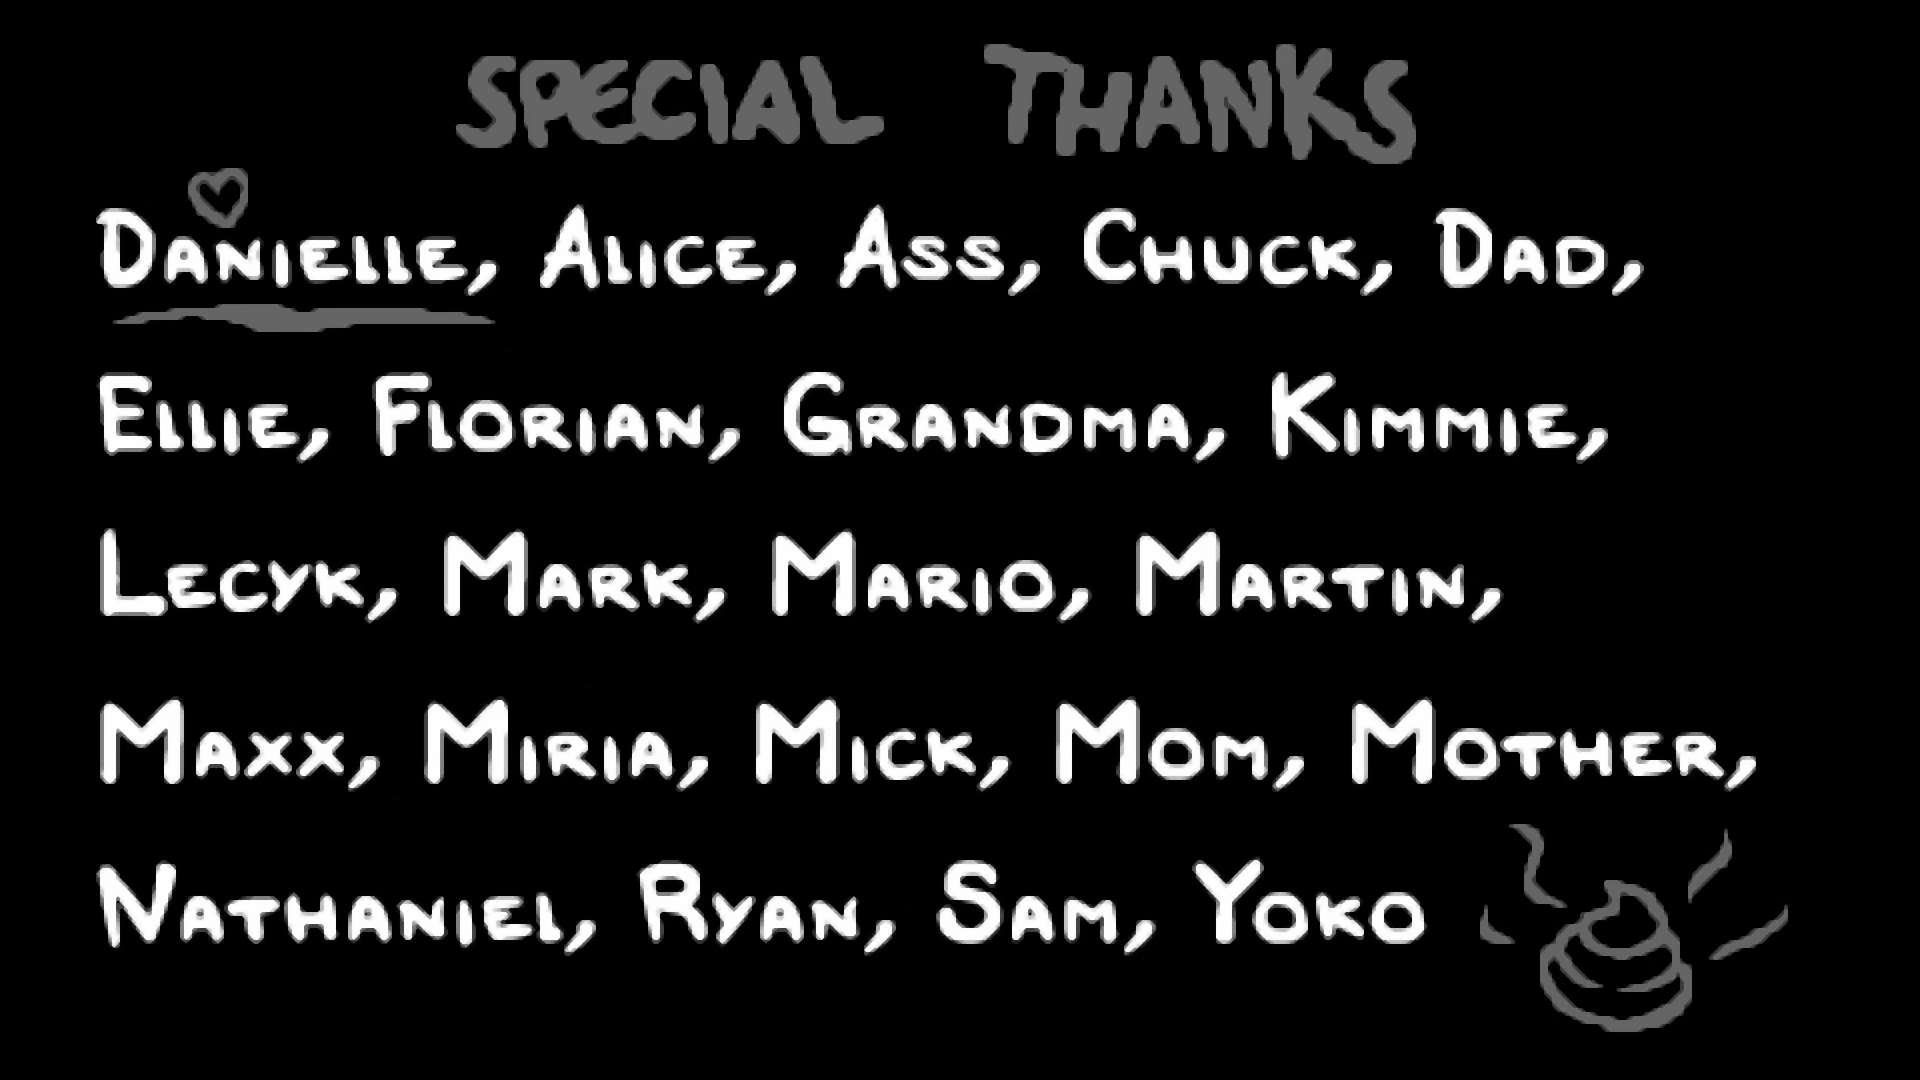 SPECIAL THANKS
Danielle, Alice, Ass, Chuck, Dad,
Ellie, Florian, Grandma, Kimmie,
Lecyk, Mark, Mario, Martin,
Maxx, Miria, Mick, Mom, Mother,
Nathaniel, Ryan, Sam, Yoko